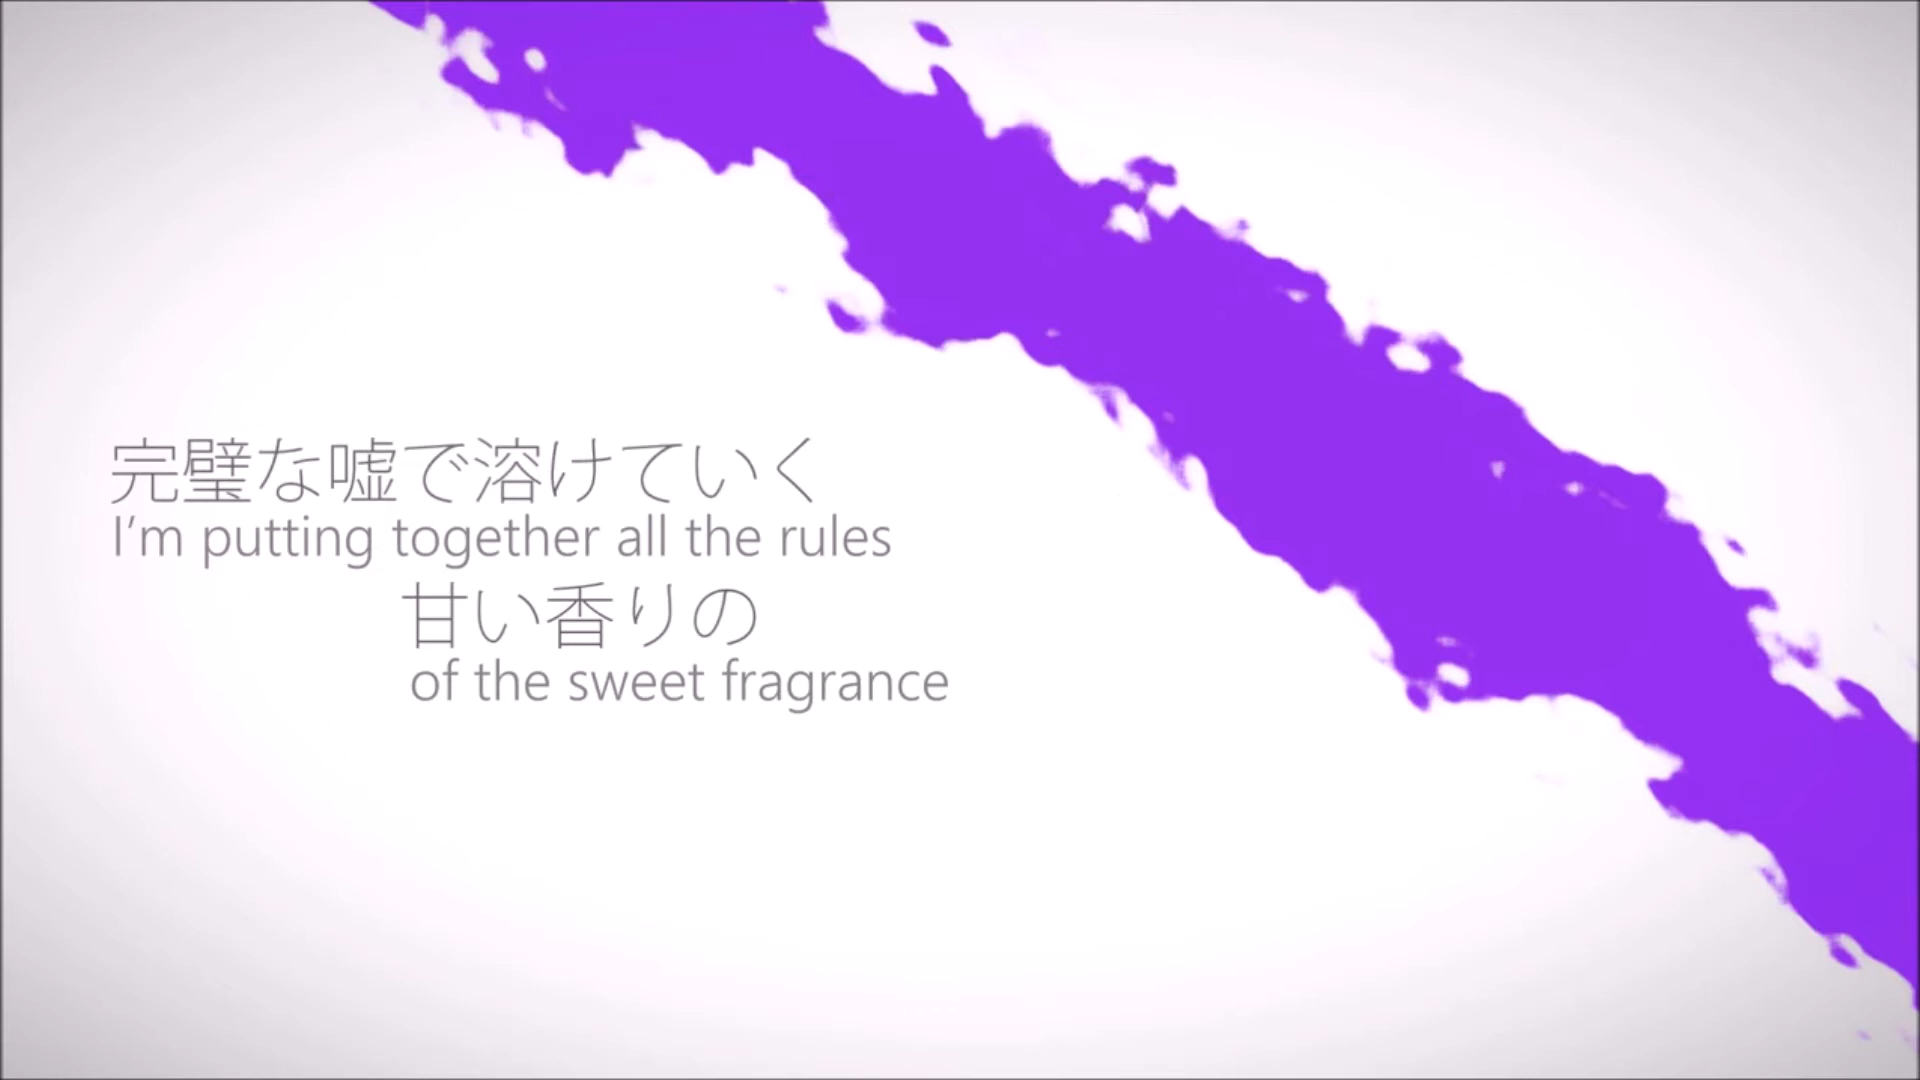 完璧な嘘で溶けていく
I'm putting together all the rules
甘い香りの
of the sweet fragrance